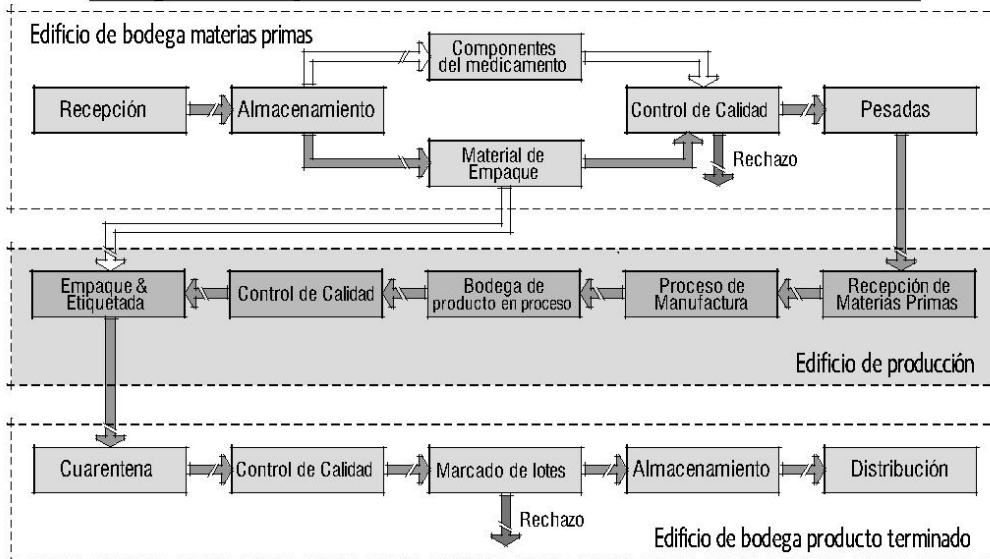 Edificio de bodega materias primas
Componentes
del medicamento
Recepción
Almacenamiento
Control de Calidad
Pesadas
Material de
Empaque
Rechazo
Empaque &
Etiquetada
Control de Calidad
Bodega de
producto en proceso
Proceso de
Manufactura
Recepción de
Materias Primas
Edificio de producción
Cuarentena
Control de Calidad
Marcado de lotes
Almacenamiento
Distribución
Rechazo
Edificio de bodega producto terminado